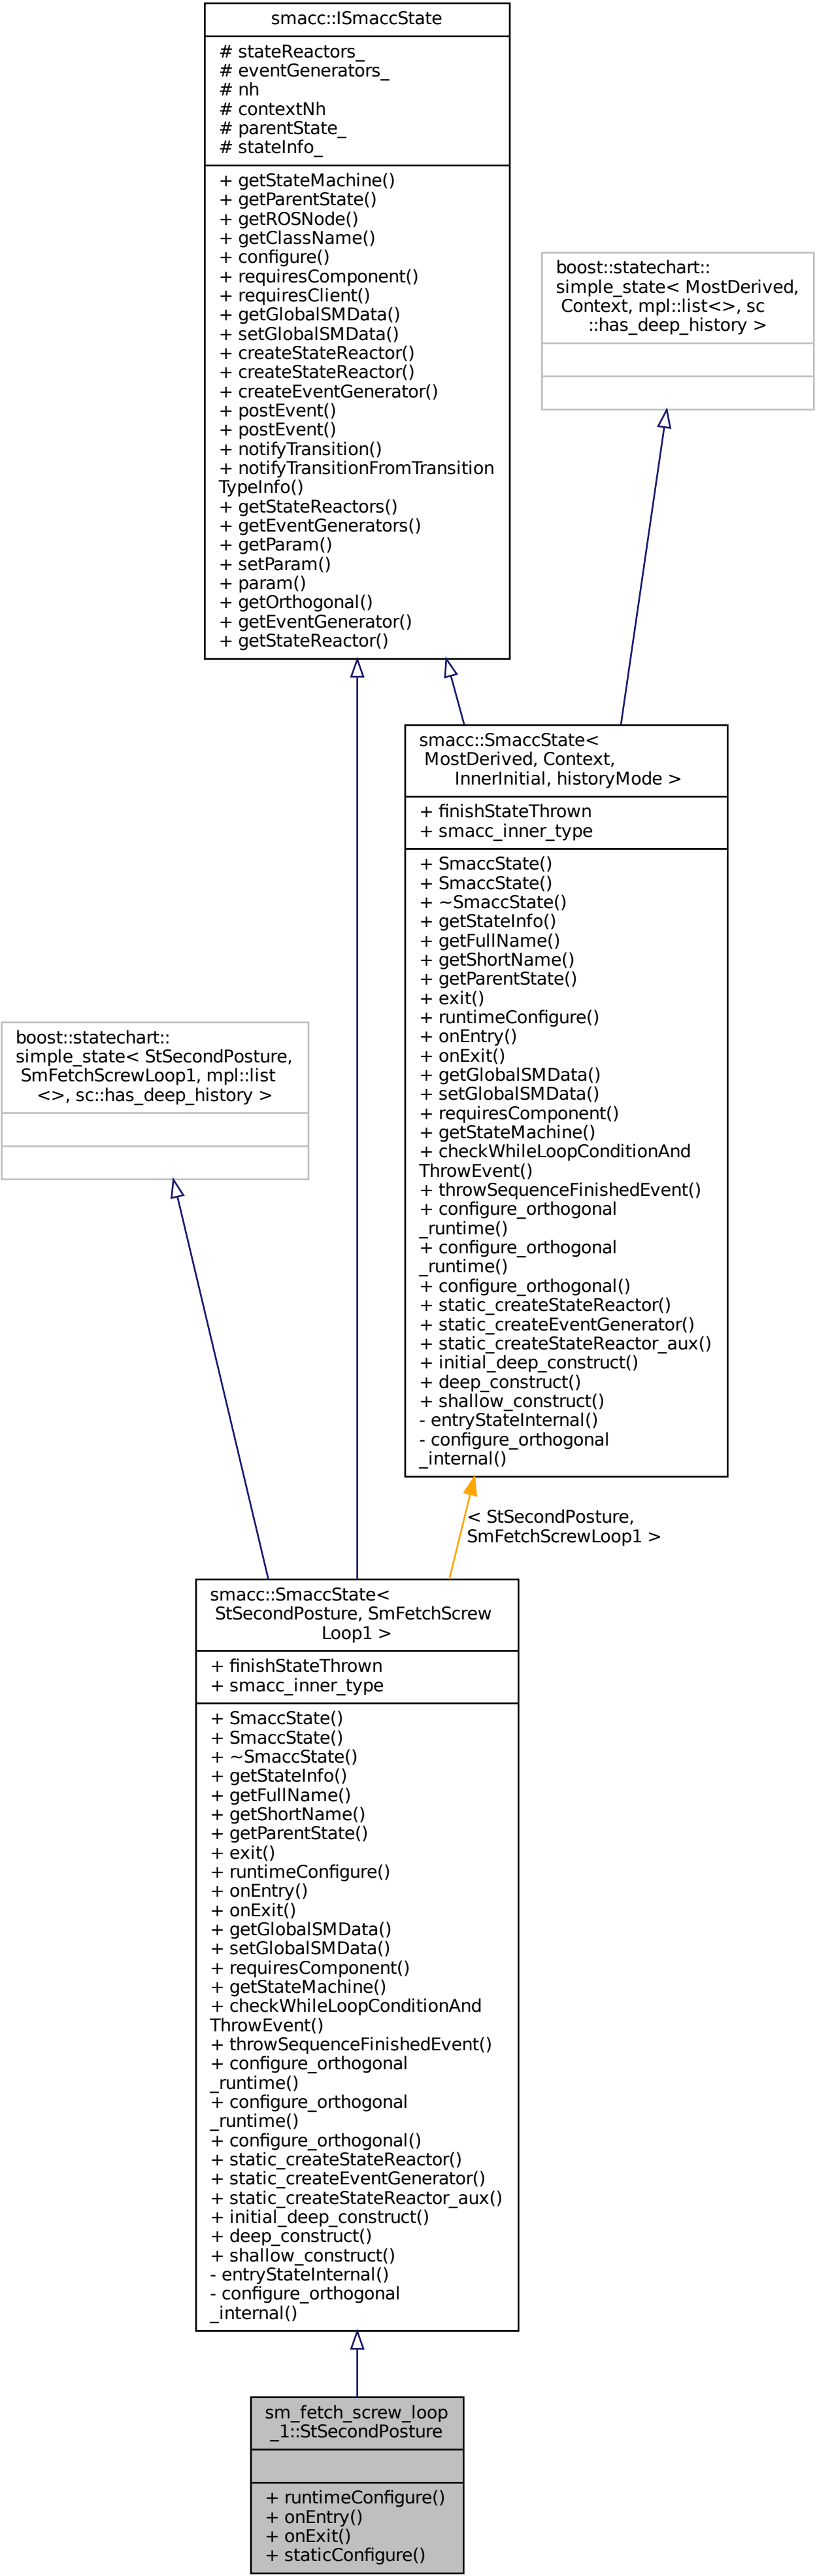 smacc::ISmaccState
# stateReactors_
# eventGenerators_
# nh
# contextNh
# parentState_
# stateInfo_
+ getStateMachine()
+ getParentState()
+ getROSNode()
+ getClassName()
+ configure()
+ requiresComponent()
+ requiresClient()
+ getGlobalSMData()
+ setGlobalSMData()
+ createStateReactor()
+ createStateReactor()
+ createEventGenerator()
+ postEvent()
+ postEvent()
+ notifyTransition()
+ notifyTransitionFromTransition
TypeInfo()
+ getStateReactors()
+ getEventGenerators()
+ getParam()
+ setParam()
+ param()
+ getOrthogonal()
+ getEventGenerator()
+ getStateReactor()
boost::statechart::
simple_state< MostDerived,
Context, mpl::list<>, sc
::has_deep_history >
smacc::SmaccState<
MostDerived, Context,
InnerInitial, historyMode >
+ finishStateThrown
+ smacc_inner_type
+ SmaccState()
+ SmaccState()
+ ~SmaccState()
+ getStateInfo()
+ getFullName()
+ getShortName()
+ getParentState()
+ exit()
+ runtimeConfigure()
+ onEntry()
+ onExit()
+ getGlobalSMData()
+ setGlobalSMData()
+ requiresComponent()
+ getStateMachine()
+ checkWhileLoopConditionAnd
ThrowEvent()
+ throwSequenceFinishedEvent()
+ configure_orthogonal
_runtime()
+ configure_orthogonal
_runtime()
+ configure_orthogonal()
+ static_createStateReactor()
+ static_createEventGenerator()
+ static_createStateReactor_aux()
+ initial_deep_construct()
+ deep_construct()
+ shallow_construct()
- entryStateInternal()
- configure_orthogonal
_internal()
boost::statechart::
simple_state< StSecondPosture,
SmFetchScrewLoop1, mpl::list
<>, sc::has_deep_history >
< StSecondPosture,
SmFetchScrewLoop1 >
smacc::SmaccState<
StSecondPosture, SmFetchScrew
Loop1 >
+ finishStateThrown
+ smacc_inner_type
+ SmaccState()
+ SmaccState()
+ ~SmaccState()
+ getStateInfo()
+ getFullName()
+ getShortName()
+ getParentState()
+ exit()
+ runtimeConfigure()
+ onEntry()
+ onExit()
+ getGlobalSMData()
+ setGlobalSMData()
+ requiresComponent()
+ getStateMachine()
+ checkWhileLoopConditionAnd
ThrowEvent()
+ throwSequenceFinishedEvent()
+ configure_orthogonal
_runtime()
+ configure_orthogonal
_runtime()
+ configure_orthogonal()
+ static_createStateReactor()
+ static_createEventGenerator()
+ static_createStateReactor_aux()
+ initial_deep_construct()
+ deep_construct()
+ shallow_construct()
- entryStateInternal()
- configure_orthogonal
_internal()
sm_fetch_screw_loop
_1::StSecondPosture
+ runtimeConfigure()
+ onEntry()
+ onExit()
+ staticConfigure()